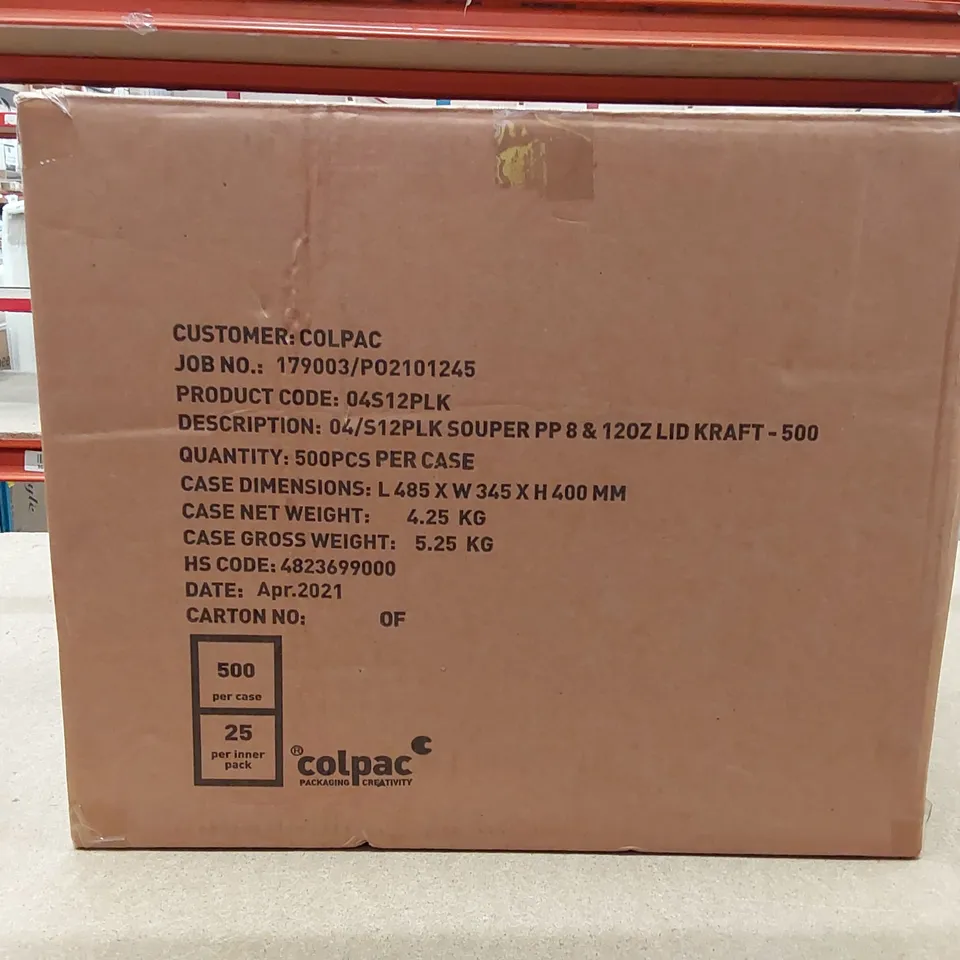 CUSTOMER: COLPAC
JOB NO.: 179003/PO2101245
PRODUCT CODE: 04S12PLK
DESCRIPTION: 04/S12PLK SOUPER PP 8 & 12OZ LID KRAFT - 500
QUANTITY: 500PCS PER CASE
CASE DIMENSIONS: L 485 X W 345 X H 400 MM
CASE NET WEIGHT: 4.25 KG
CASE GROSS WEIGHT: 5.25 KG
HS CODE: 4823699000
DATE: Apr.2021
CARTON NO: OF
500
per case
25
per inner
pack
® colpac
PACKAGING CREATIVITY